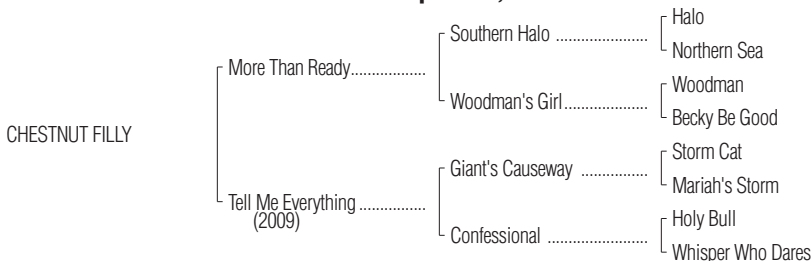 Halo
Southern Halo ......................
Northern Sea
More Than Ready..................
Woodman
Woodman's Girl....................
Becky Be Good
CHESTNUT FILLY
Storm Cat
Giant's Causeway ................
Mariah's Storm
Tell Me Everything ................
(2009)
Holy Bull
Confessional ........................
Whisper Who Dares